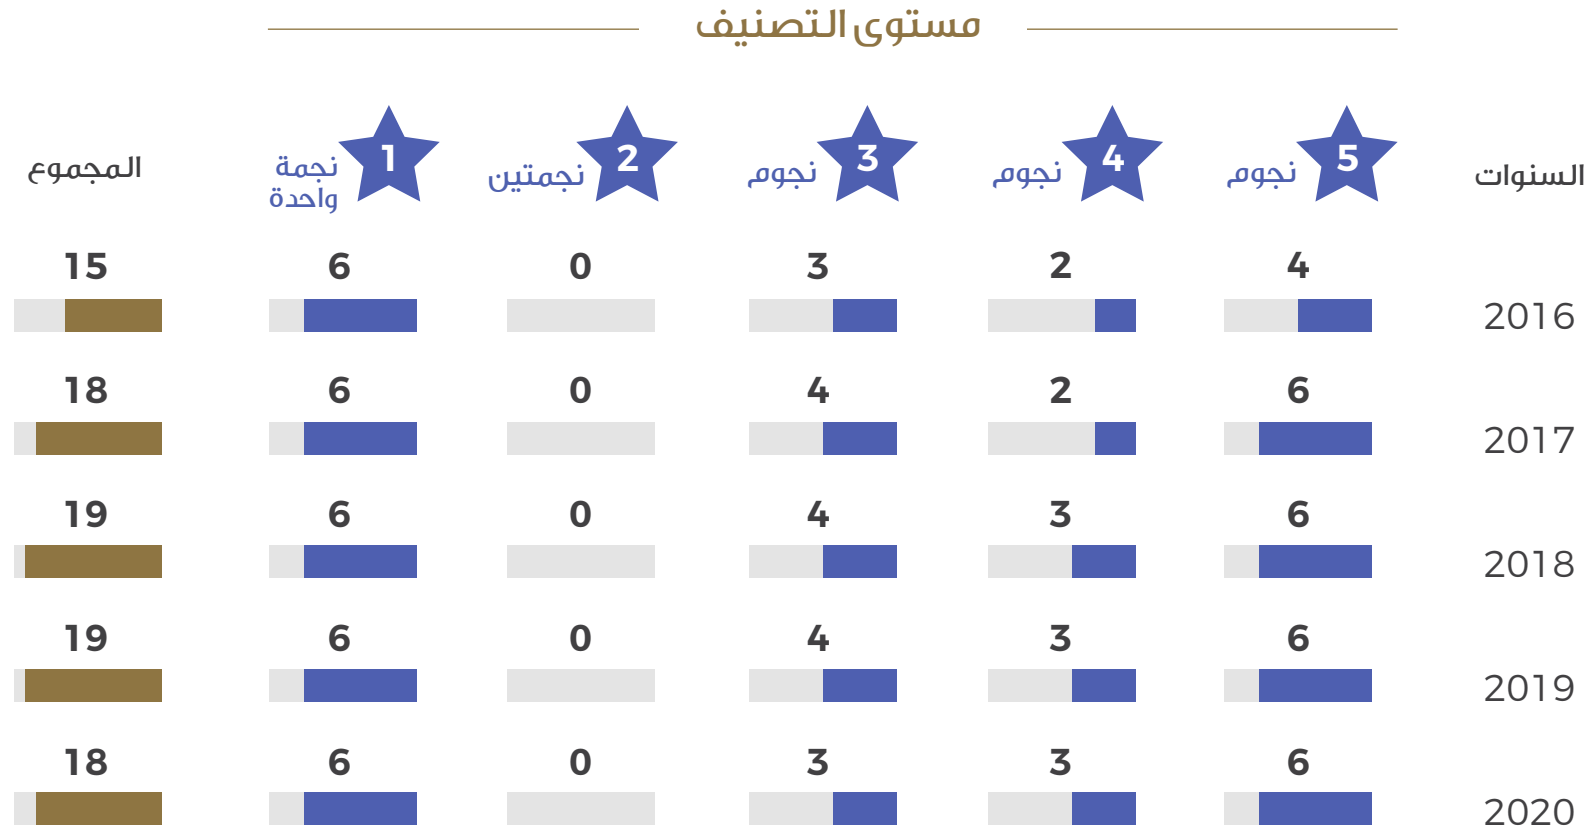 مستوى التصنيف
السنوات 5 نجوم 4 نجوم 3 نجوم 2 نجمتين 1 نجمة واحدة المجموع
4 2 3 0 6 15
2016
6 2 4 0 6 18
2017
6 3 4 0 6 19
2018
6 3 4 0 6 19
2019
6 3 3 0 6 18
2020